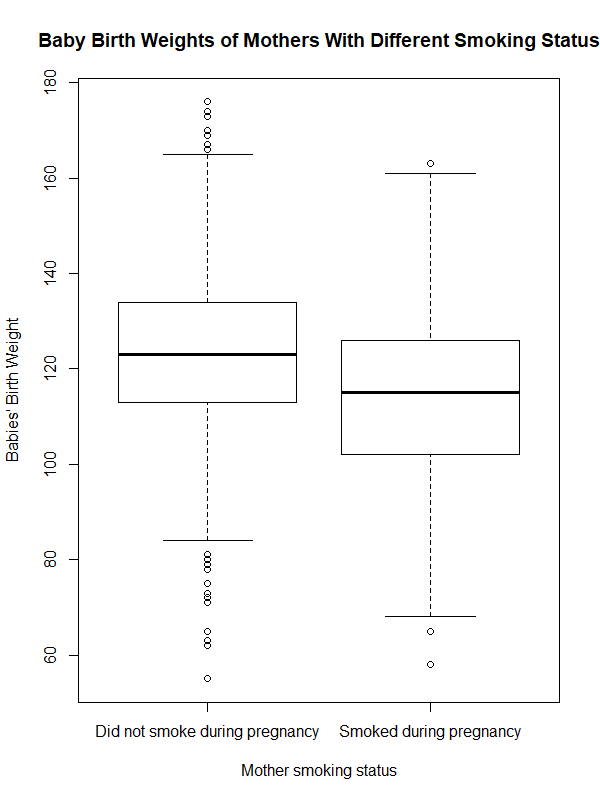 Baby Birth Weights of Mothers With Different Smoking Status
180
160
140
120
100
80
60
Babies' Birth Weight
Did not smoke during pregnancy
Smoked during pregnancy
Mother smoking status